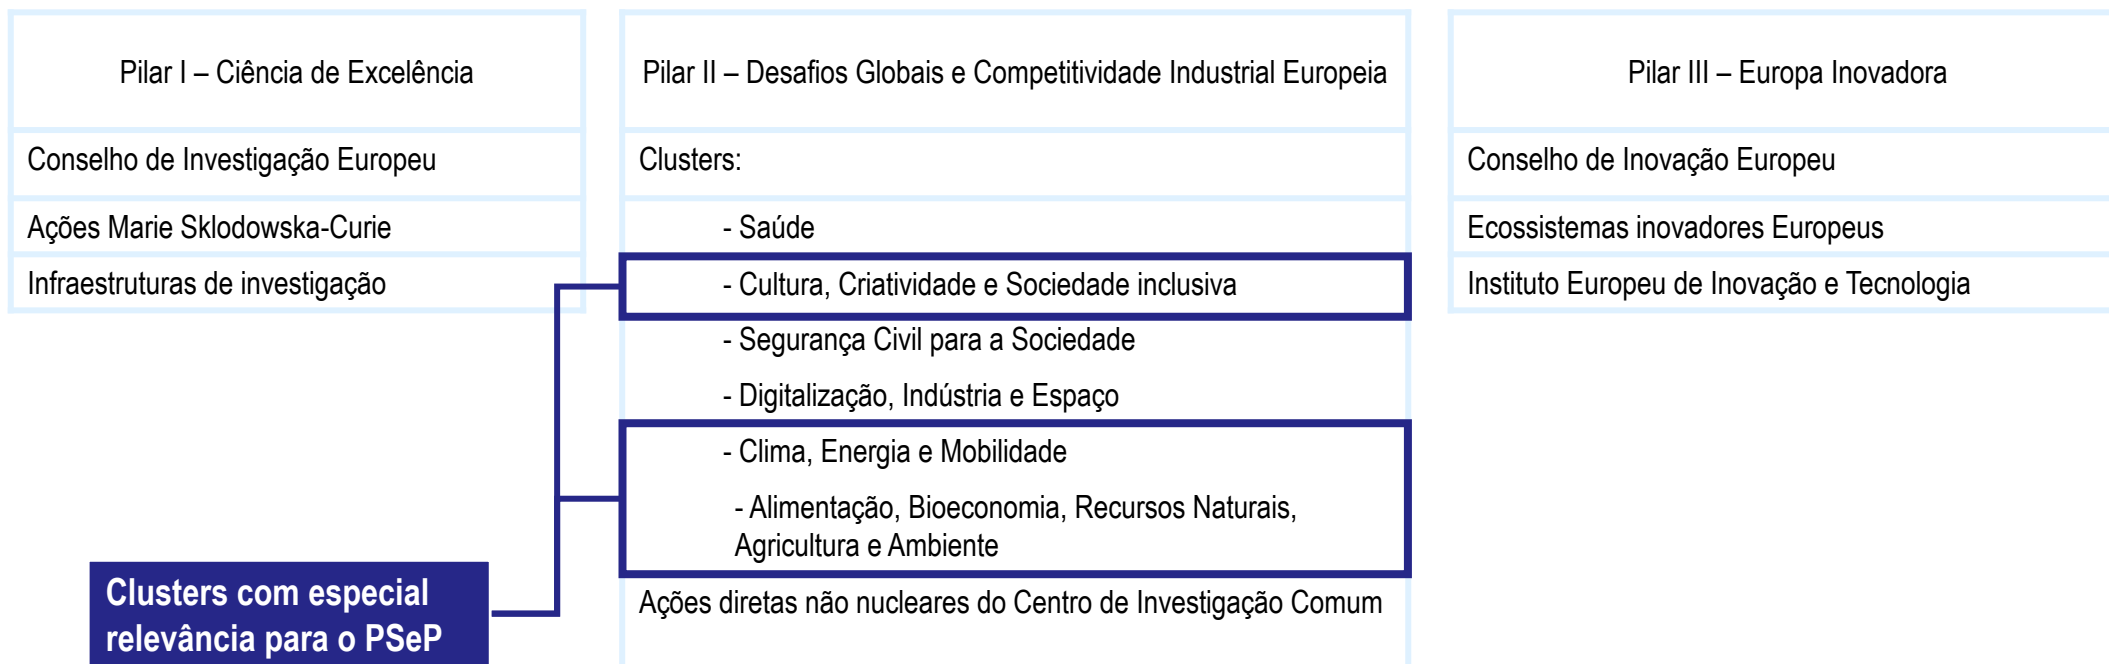 Pilar I – Ciência de Excelência
Conselho de Investigação Europeu
Ações Marie Sklodowska-Curie
Infraestruturas de investigação
Pilar II – Desafios Globais e Competitividade Industrial Europeia
Clusters:
- Saúde
- Cultura, Criatividade e Sociedade inclusiva
- Segurança Civil para a Sociedade
- Digitalização, Indústria e Espaço
- Clima, Energia e Mobilidade
- Alimentação, Bioeconomia, Recursos Naturais,
Agricultura e Ambiente
Ações diretas não nucleares do Centro de Investigação Comum
Pilar III – Europa Inovadora
Conselho de Inovação Europeu
Ecossistemas inovadores Europeus
Instituto Europeu de Inovação e Tecnologia
Clusters com especial
relevância para o PSeP